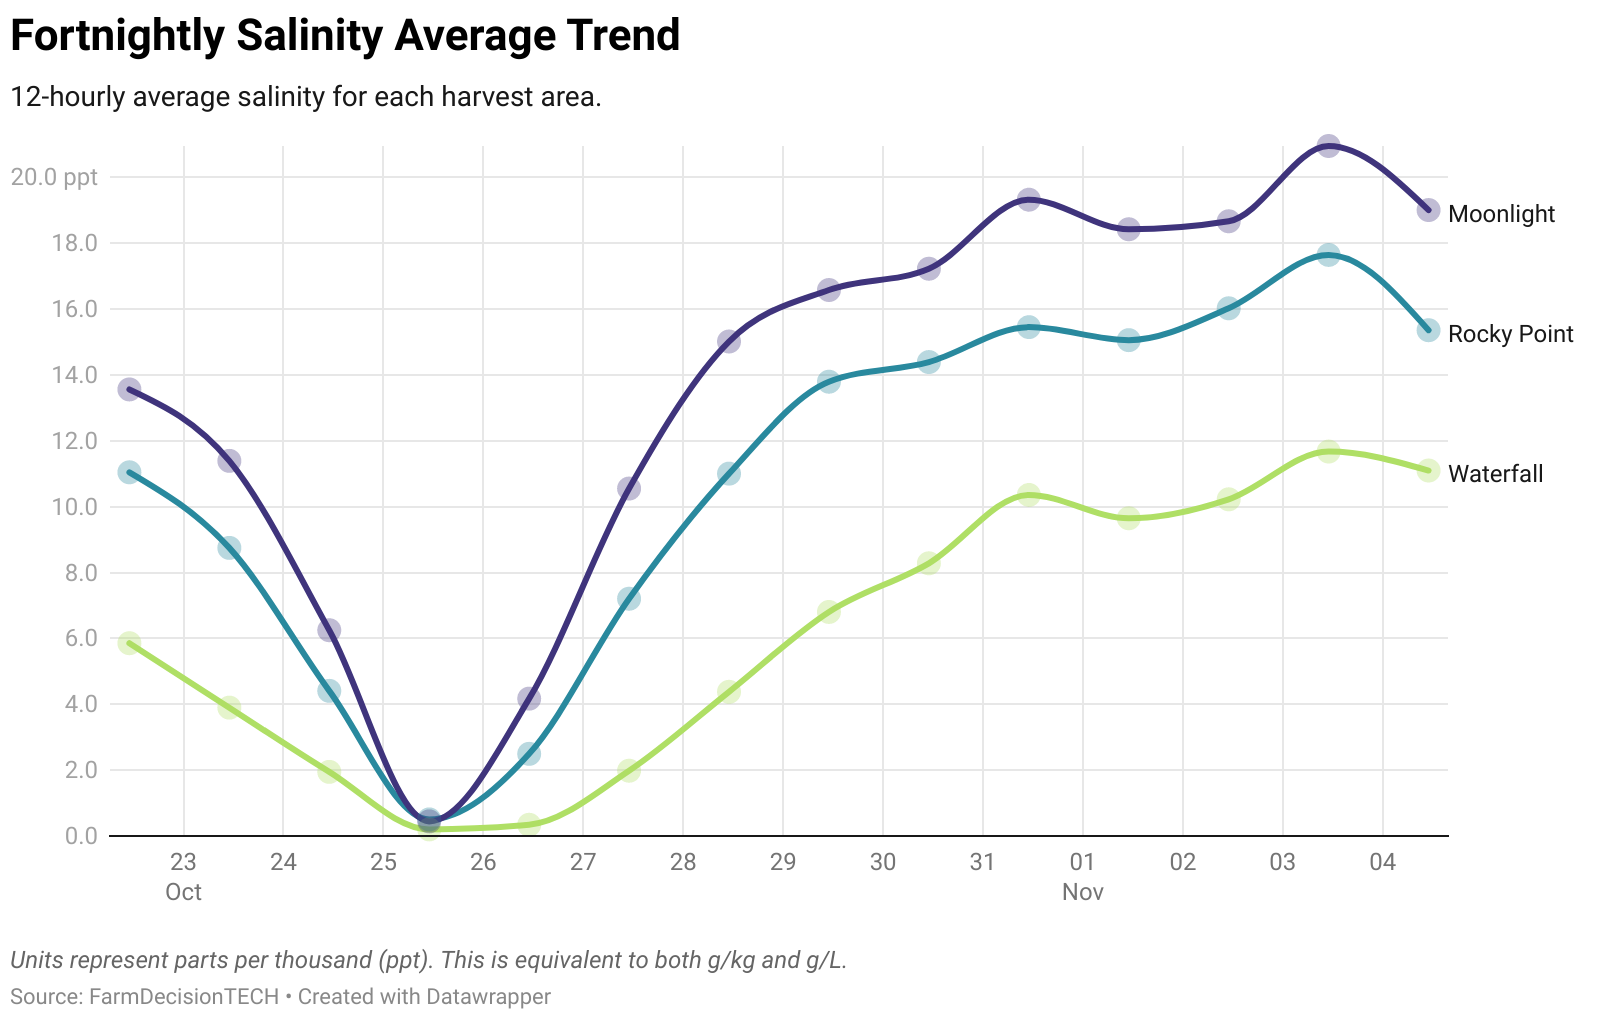 Fortnightly Salinity Average Trend
12-hourly average salinity for each harvest area.
20.0 ppt
18.0
16.0
14.0
12.0
10.0
8.0
6.0
4.0
2.0
0.0
Moonlight
Rocky Point
Waterfall
23 24 25 26 27 28 29 30 31 01 02 03 04
Oct Nov
Units represent parts per thousand (ppt). This is equivalent to both g/kg and g/L.
Source: FarmDecisionTECH • Created with Datawrapper